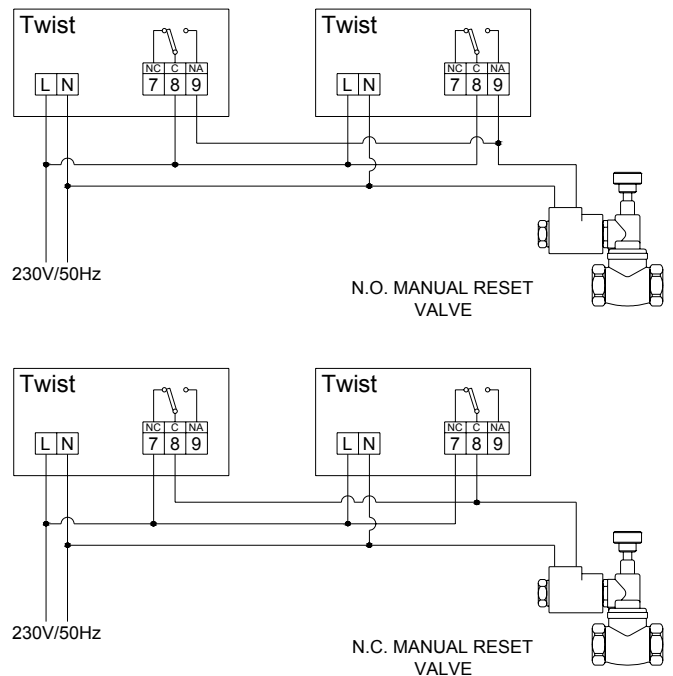 Twist Twist
NC C NA NC C NA
L N 7 8 9 L N 7 8 9
230V/50Hz
N.O. MANUAL RESET
VALVE
Twist Twist
NC C NA NC C NA
L N 7 8 9 L N 7 8 9
230V/50Hz
N.C. MANUAL RESET
VALVE